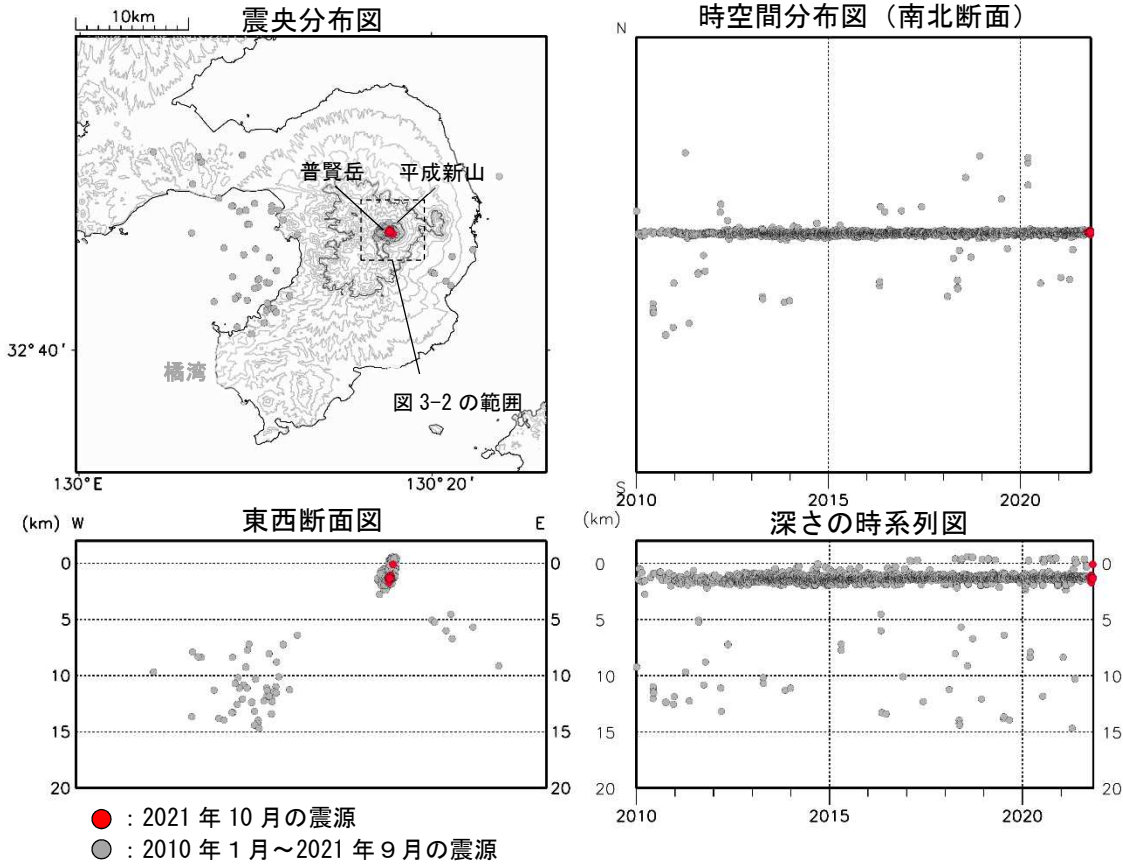 10km
震央分布図
普賢岳
平成新山
32°40'
橘湾
図 3-2 の範囲
130°E
130°20'
時空間分布図（南北断面）
N
S
2010
2015
2020
(km) W
東西断面図
E
0
0
5
5
10
10
15
15
20
20
(km)
深さの時系列図
0
0
5
5
10
10
15
15
20
20
2010
2015
2020
：2021 年 10 月の震源
：2010 年 1 月～2021 年 9 月の震源